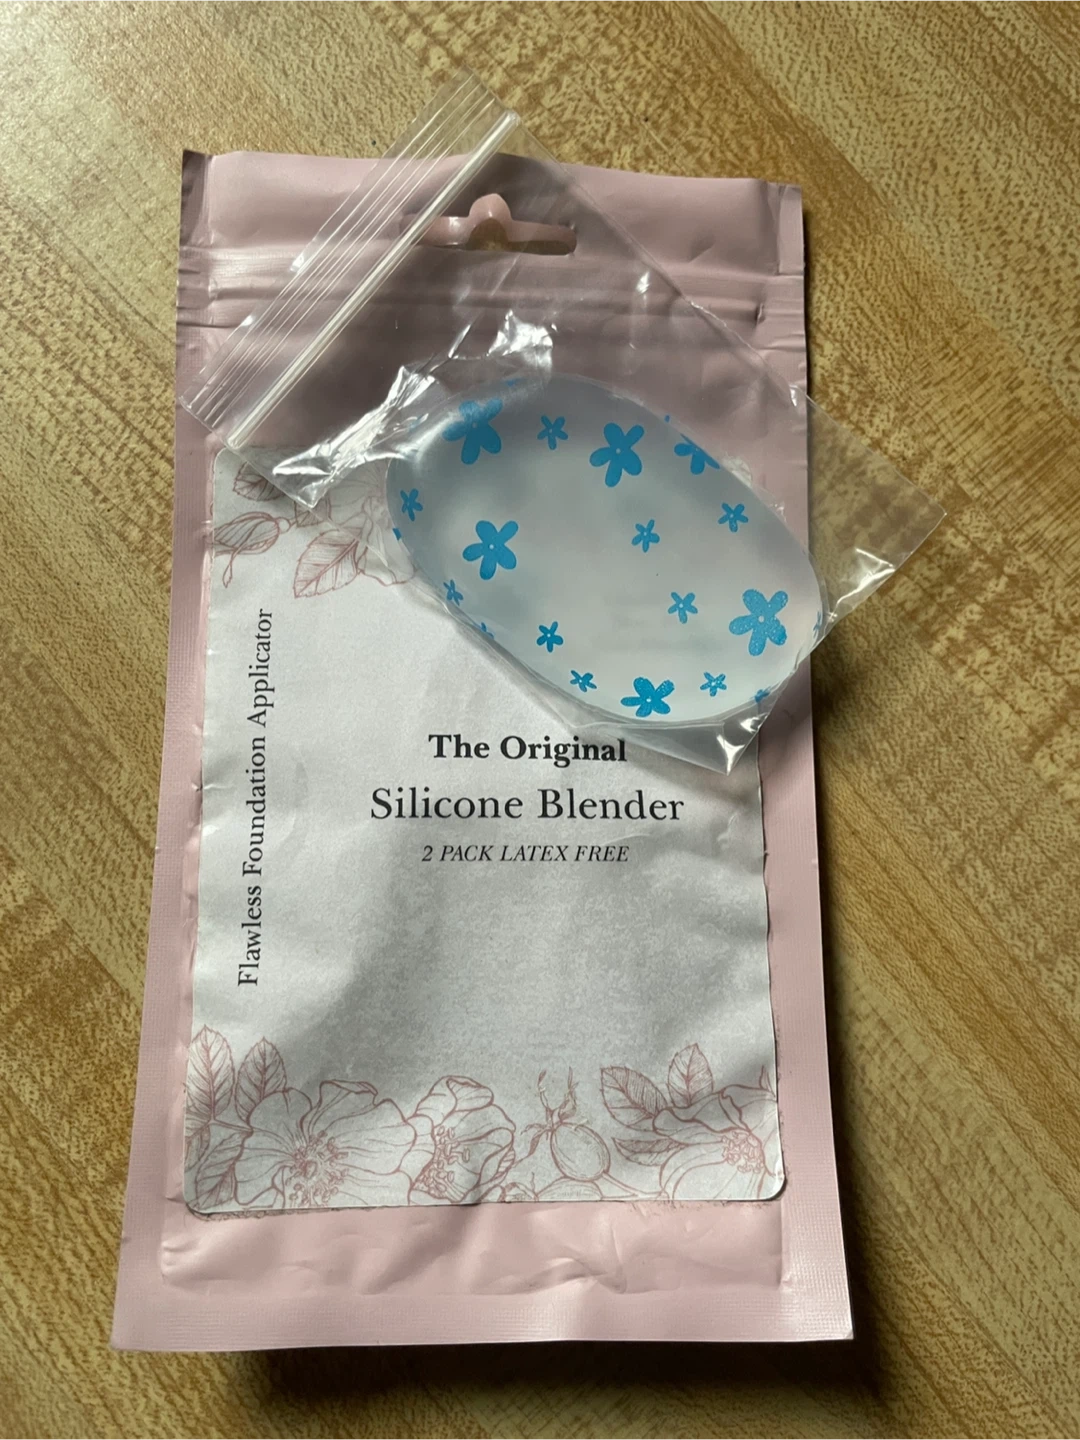 Flawless Foundation Applicator
The Original
Silicone Blender
2 PACK LATEX FREE